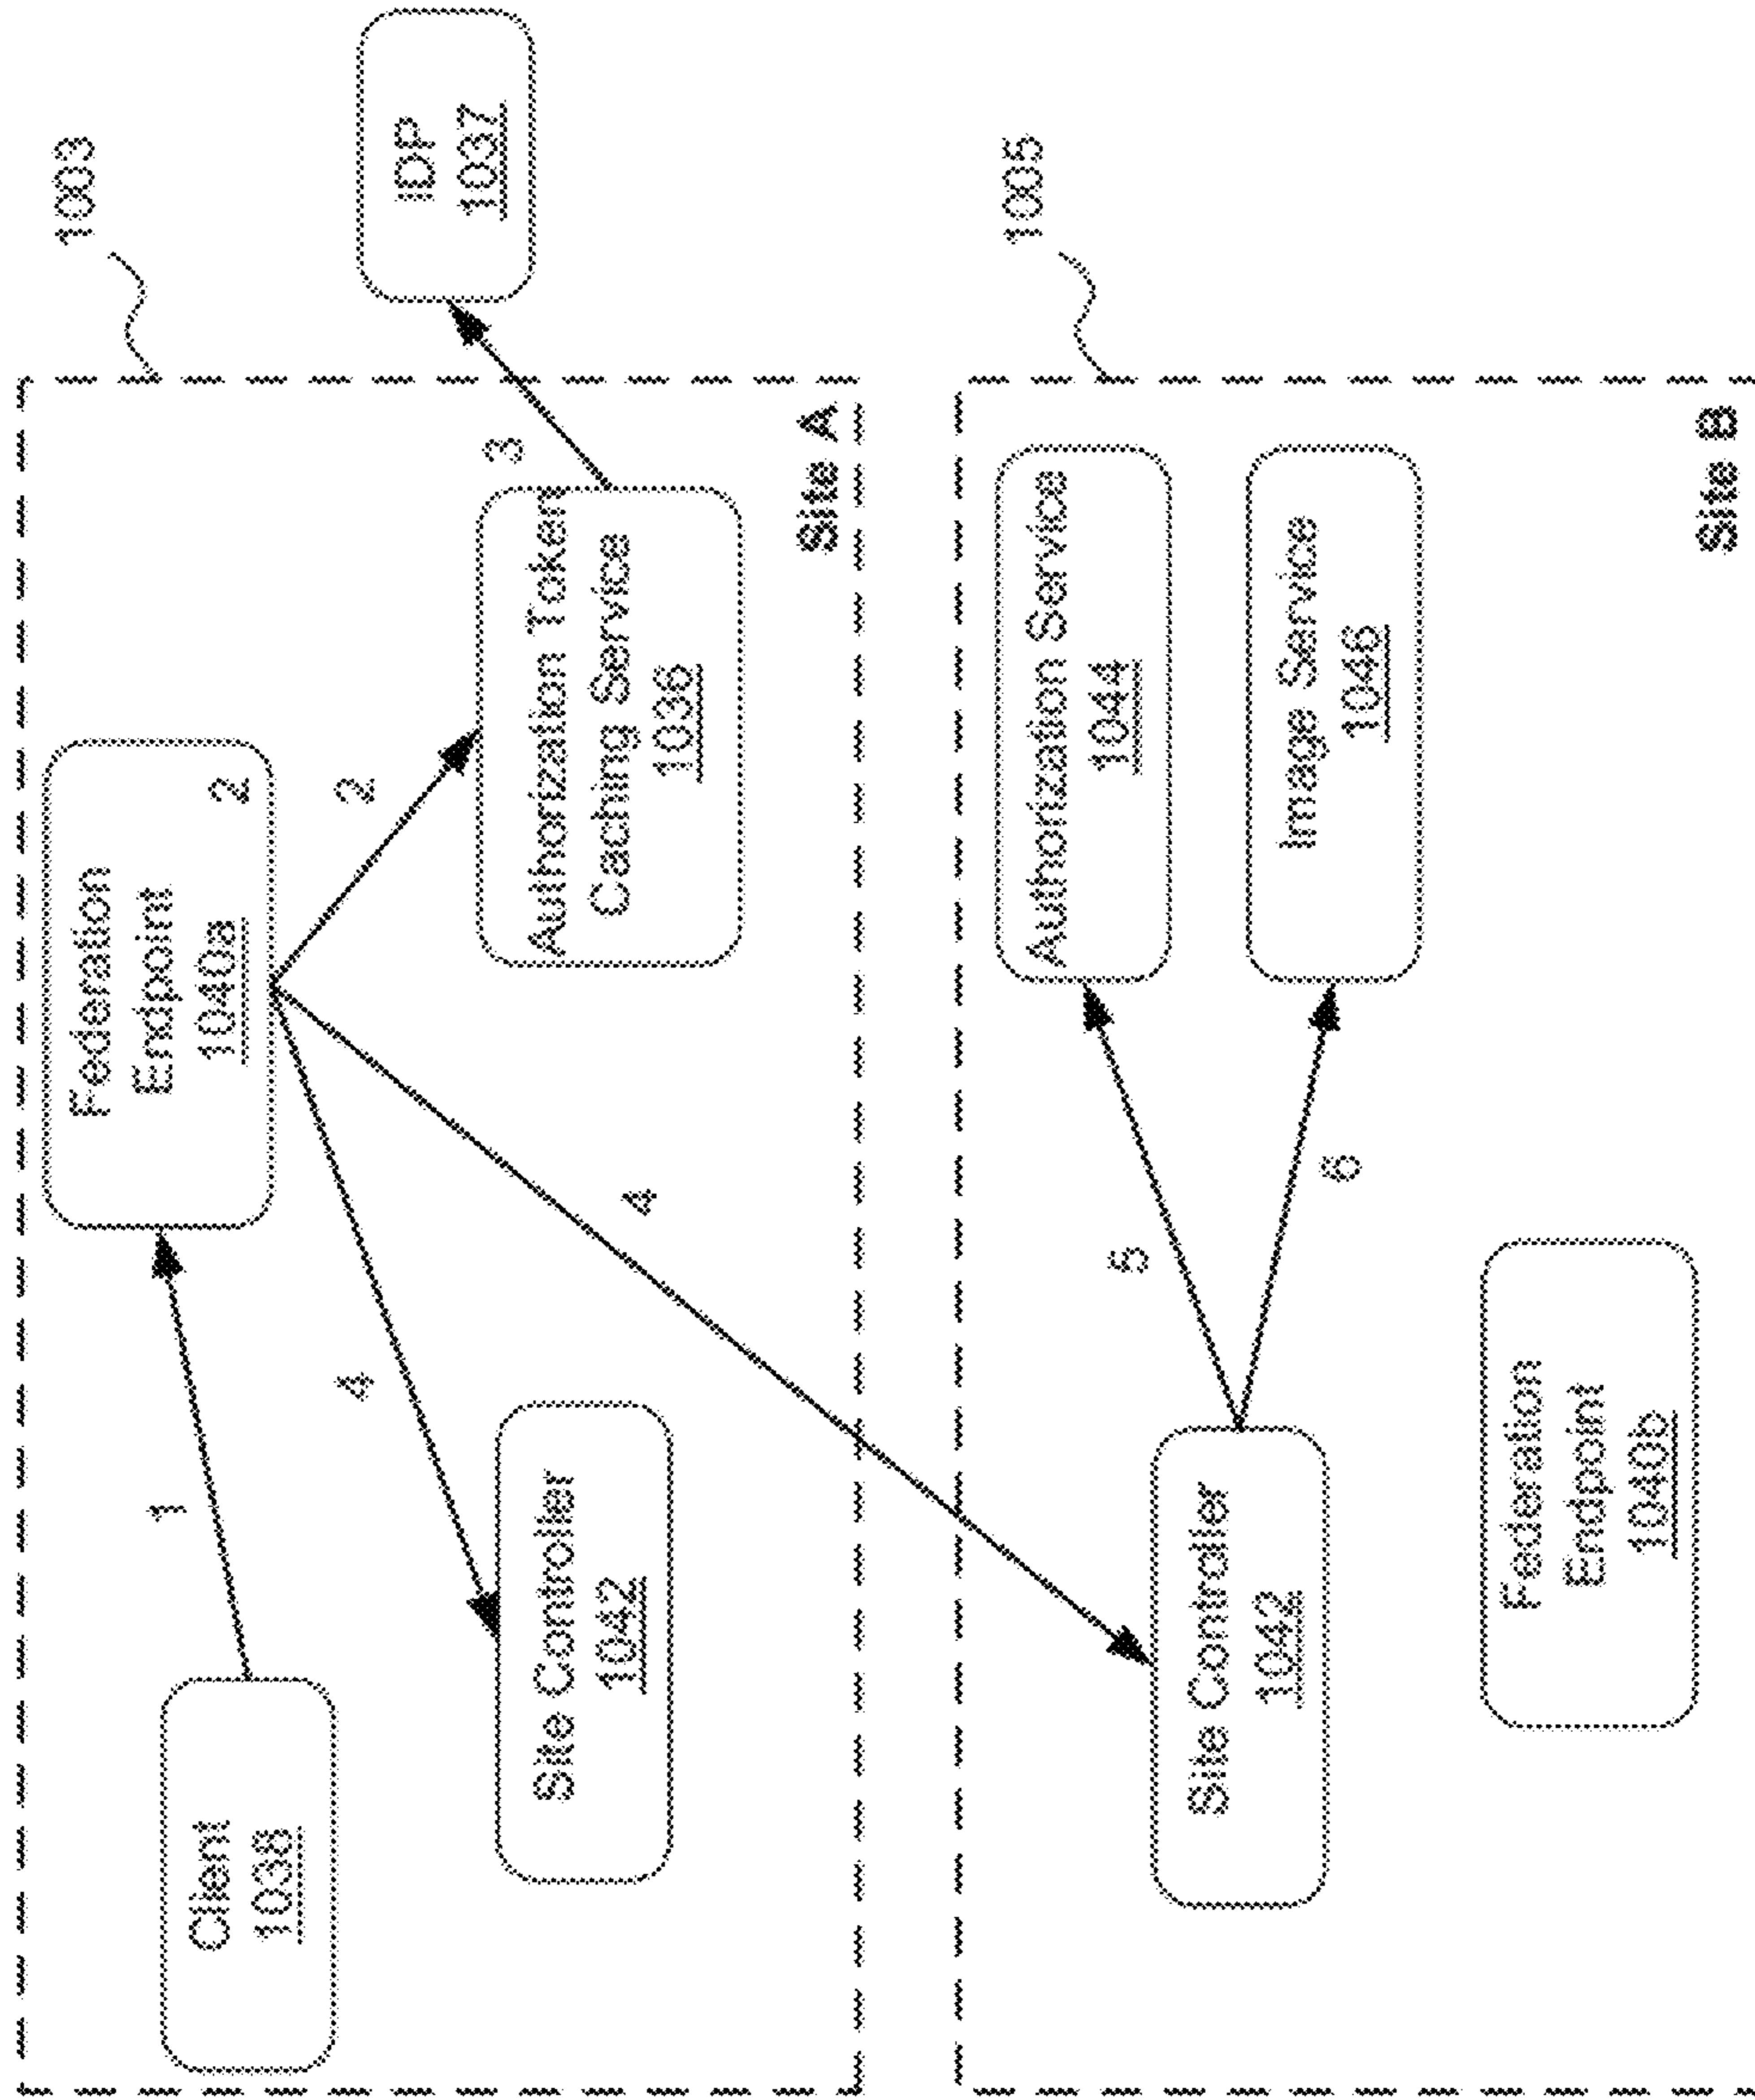 1003
Client
1038
1
Federation
Endpoint
1040a
2
2
3
IDP
1037
4
Site Controller
1042
4
Authorization Token
Caching Service
1036
Site A
1005
Site Controller
1042
5
6
Authorization Service
1044
Image Service
1046
Federation
Endpoint
1040b
Site B